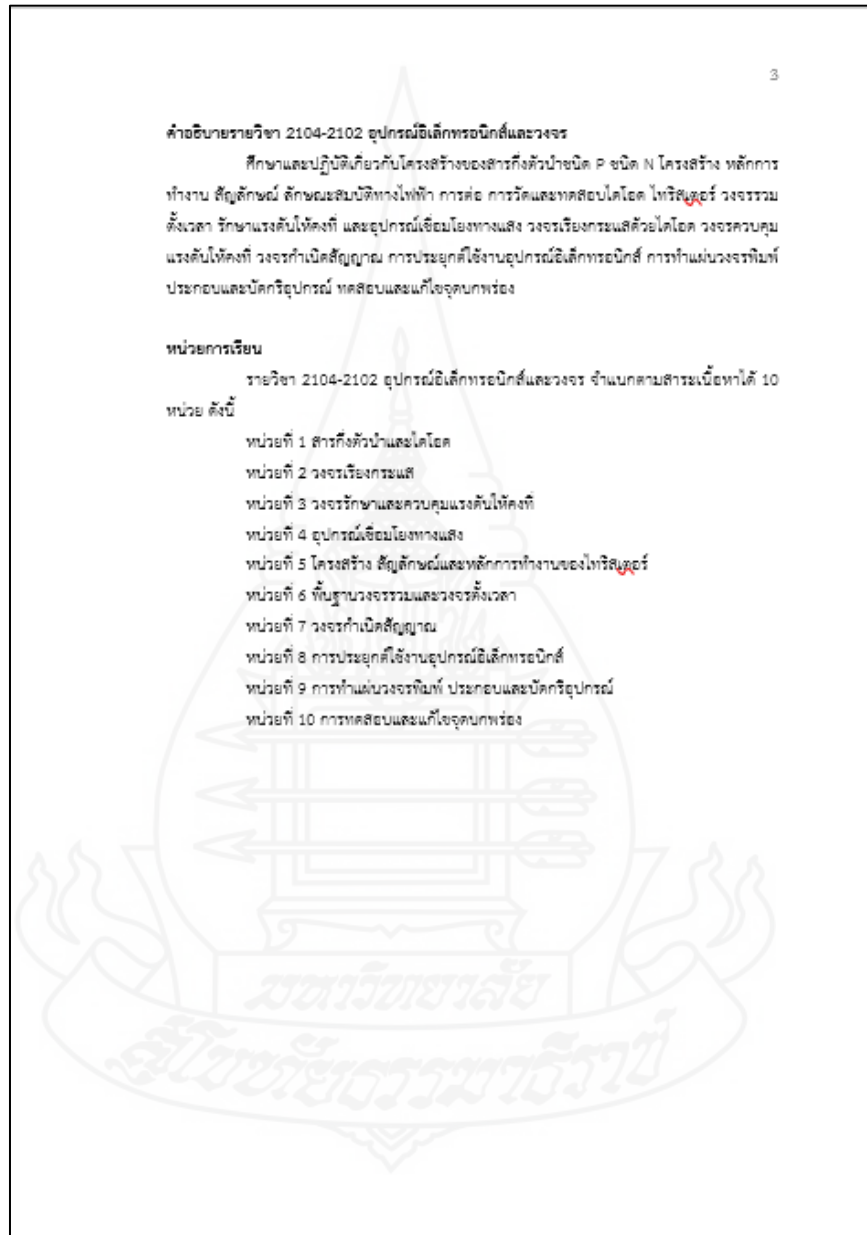 3
คำอธิบายรายวิชา 2104-2102 อุปกรณ์อิเล็กทรอนิกส์และวงจร
ศึกษาและปฏิบัติเกี่ยวกับโครงสร้างของสารกึ่งตัวนำชนิด P ชนิด N โครงสร้าง หลักการ
ทำงาน สัญลักษณ์ ลักษณะสมบัติทางไฟฟ้า การต่อ การวัดและทดสอบไดโอด ไทริสเตอร์ วงจรรวม
ตั้งเวลา รักษาแรงดันให้คงที่ และอุปกรณ์เชื่อมโยงทางแสง วงจรเรียงกระแสด้วยไดโอด วงจรควบคุม
แรงดันให้คงที่ วงจรกำเนิดสัญญาณ การประยุกต์ใช้งานอุปกรณ์อิเล็กทรอนิกส์ การทำแผ่นวงจรพิมพ์
ประกอบและบัดกรีอุปกรณ์ ทดสอบและแก้ไขจุดบกพร่อง
หน่วยการเรียน
รายวิชา 2104-2102 อุปกรณ์อิเล็กทรอนิกส์และวงจร จำแนกตามสาระเนื้อหาได้ 10
หน่วย ดังนี้
หน่วยที่ 1 สารกึ่งตัวนำและไดโอด
หน่วยที่ 2 วงจรเรียงกระแส
หน่วยที่ 3 วงจรรักษาและควบคุมแรงดันให้คงที่
หน่วยที่ 4 อุปกรณ์เชื่อมโยงทางแสง
หน่วยที่ 5 โครงสร้าง สัญลักษณ์และหลักการทำงานของไทริสเตอร์
หน่วยที่ 6 พื้นฐานวงจรรวมและวงจรตั้งเวลา
หน่วยที่ 7 วงจรกำเนิดสัญญาณ
หน่วยที่ 8 การประยุกต์ใช้งานอุปกรณ์อิเล็กทรอนิกส์
หน่วยที่ 9 การทำแผ่นวงจรพิมพ์ ประกอบและบัดกรีอุปกรณ์
หน่วยที่ 10 การทดสอบและแก้ไขจุดบกพร่อง
มหาวิทยาลัย
สุโขทัยธรรมาธิราช